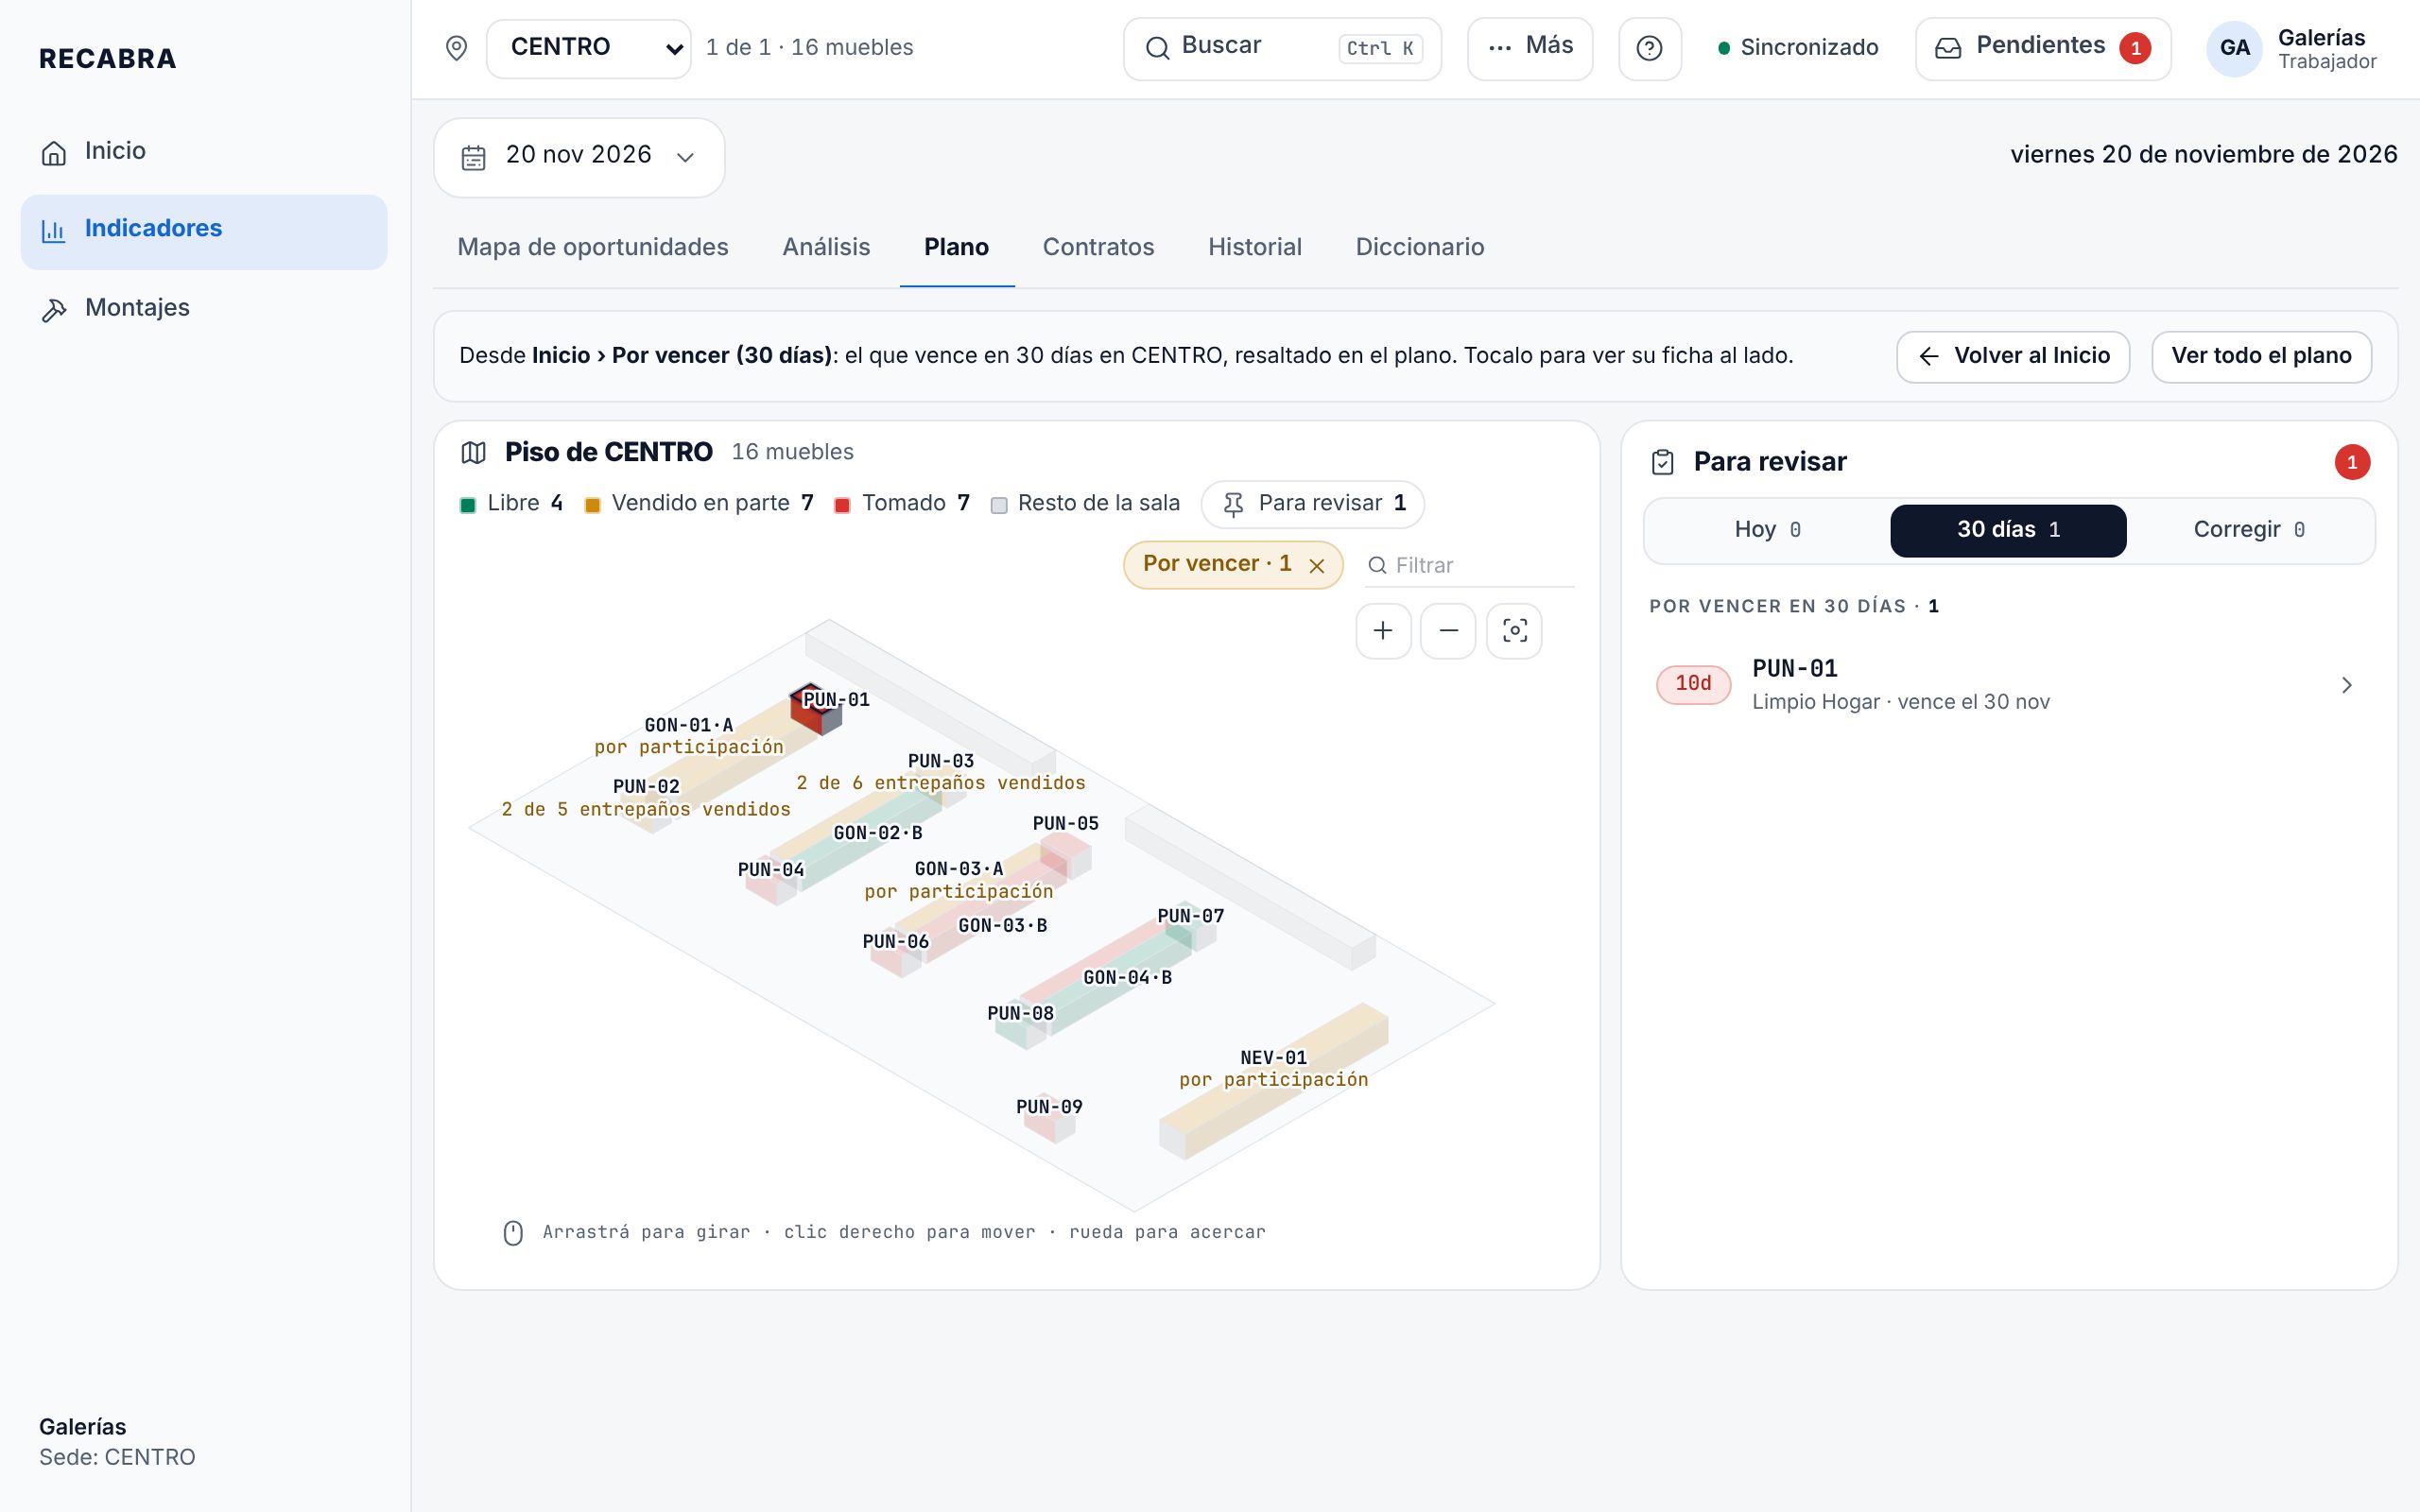 RECABRA
Inicio
Indicadores
Montajes
Galerías
Sede: CENTRO
CENTRO
1 de 1 · 16 muebles
Buscar
Ctrl K
Más
Sincronizado
Pendientes 1
GA
Galerías
Trabajador
20 nov 2026
viernes 20 de noviembre de 2026
Mapa de oportunidades
Análisis
Plano
Contratos
Historial
Diccionario
Desde Inicio › Por vencer (30 días): el que vence en 30 días en CENTRO, resaltado en el plano. Tocalo para ver su ficha al lado.
Volver al Inicio
Ver todo el plano
Piso de CENTRO 16 muebles
Libre 4
Vendido en parte 7
Tomado 7
Resto de la sala
Para revisar 1
Por vencer · 1
Filtrar
PUN-01
GON-01·A
por participación
PUN-02
2 de 5 entrepaños vendidos
PUN-03
2 de 6 entrepaños vendidos
GON-02·B
PUN-04
PUN-05
GON-03·A
por participación
GON-03·B
PUN-06
PUN-07
GON-04·B
PUN-08
NEV-01
por participación
PUN-09
Arrastrá para girar · clic derecho para mover · rueda para acercar
Para revisar
1
Hoy 0
30 días 1
Corregir 0
POR VENCER EN 30 DÍAS · 1
10d
PUN-01
Limpio Hogar · vence el 30 nov